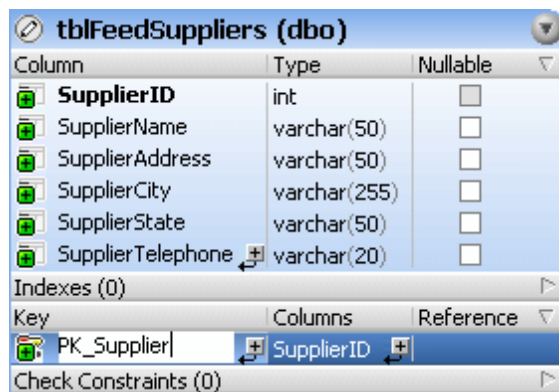 tblFeedSuppliers (dbo)
Column Type Nullable
SupplierID int
SupplierName varchar(50)
SupplierAddress varchar(50)
SupplierCity varchar(255)
SupplierState varchar(50)
SupplierTelephone varchar(20)
Indexes (0)
Key Columns Reference
PK_Supplier SupplierID
Check Constraints (0)